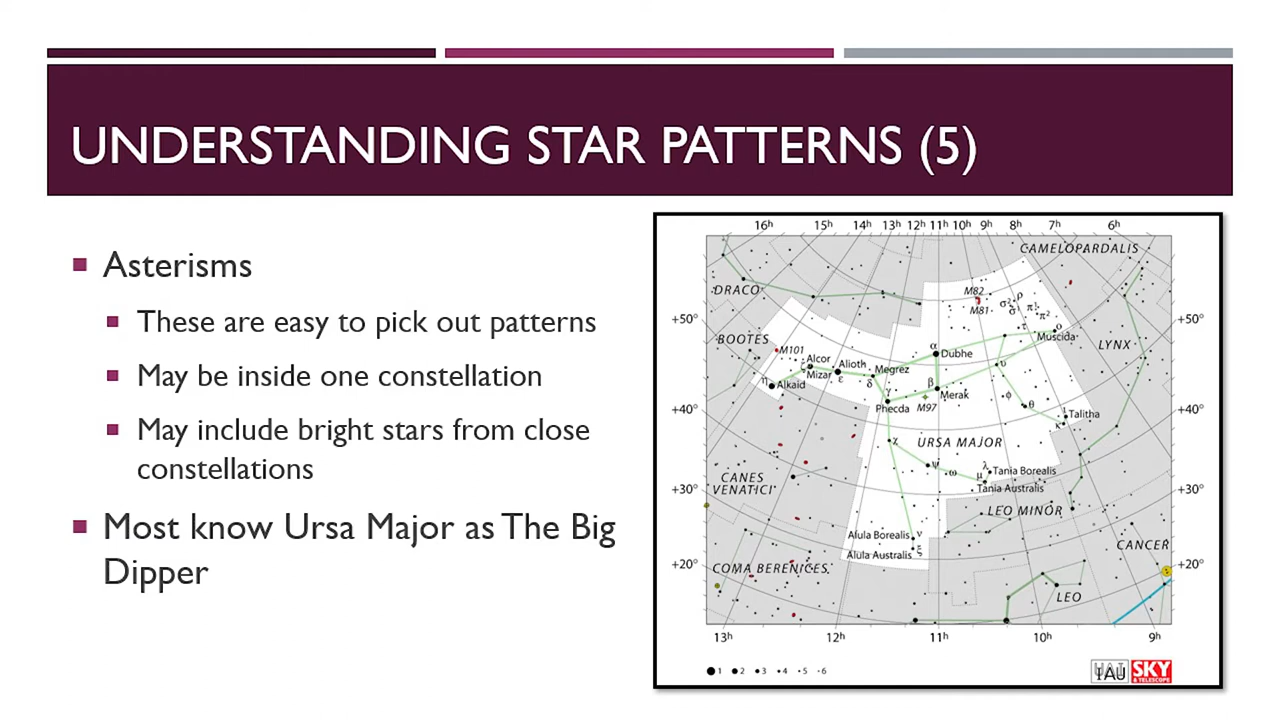 UNDERSTANDING STAR PATTERNS (5)
Asterisms
These are easy to pick out patterns
May be inside one constellation
May include bright stars from close
constellations
Most know Ursa Major as The Big
Dipper
16h 15h 14h 13h 12h 11h 10h 9h 8h 7h 6h
CAMELOPARDALIS
DRACO
M82
M81
ρ
σ² σ¹ π¹ π²
+50° +50°
τ ο
Muscida
BOOTES
LYNX
M101
α Dubhe
Alcor
ζ Mizar
Alioth
ε
Megrez
δ
υ
η Alkaid
β Merak
γ
Phecda
M97
φ θ
+40° +40°
ι Talitha
κ
χ
URSA MAJOR
ψ ω
λ Tania Borealis
μ
Tania Australis
CANES
VENATICI
+30° +30°
LEO MINOR
Alula Borealis ν
Alula Australis ξ
CANCER
+20° +20°
COMA BERENICES
LEO
13h 12h 11h 10h 9h
1 2 3 4 5 6
IAU
SKY
& TELESCOPE